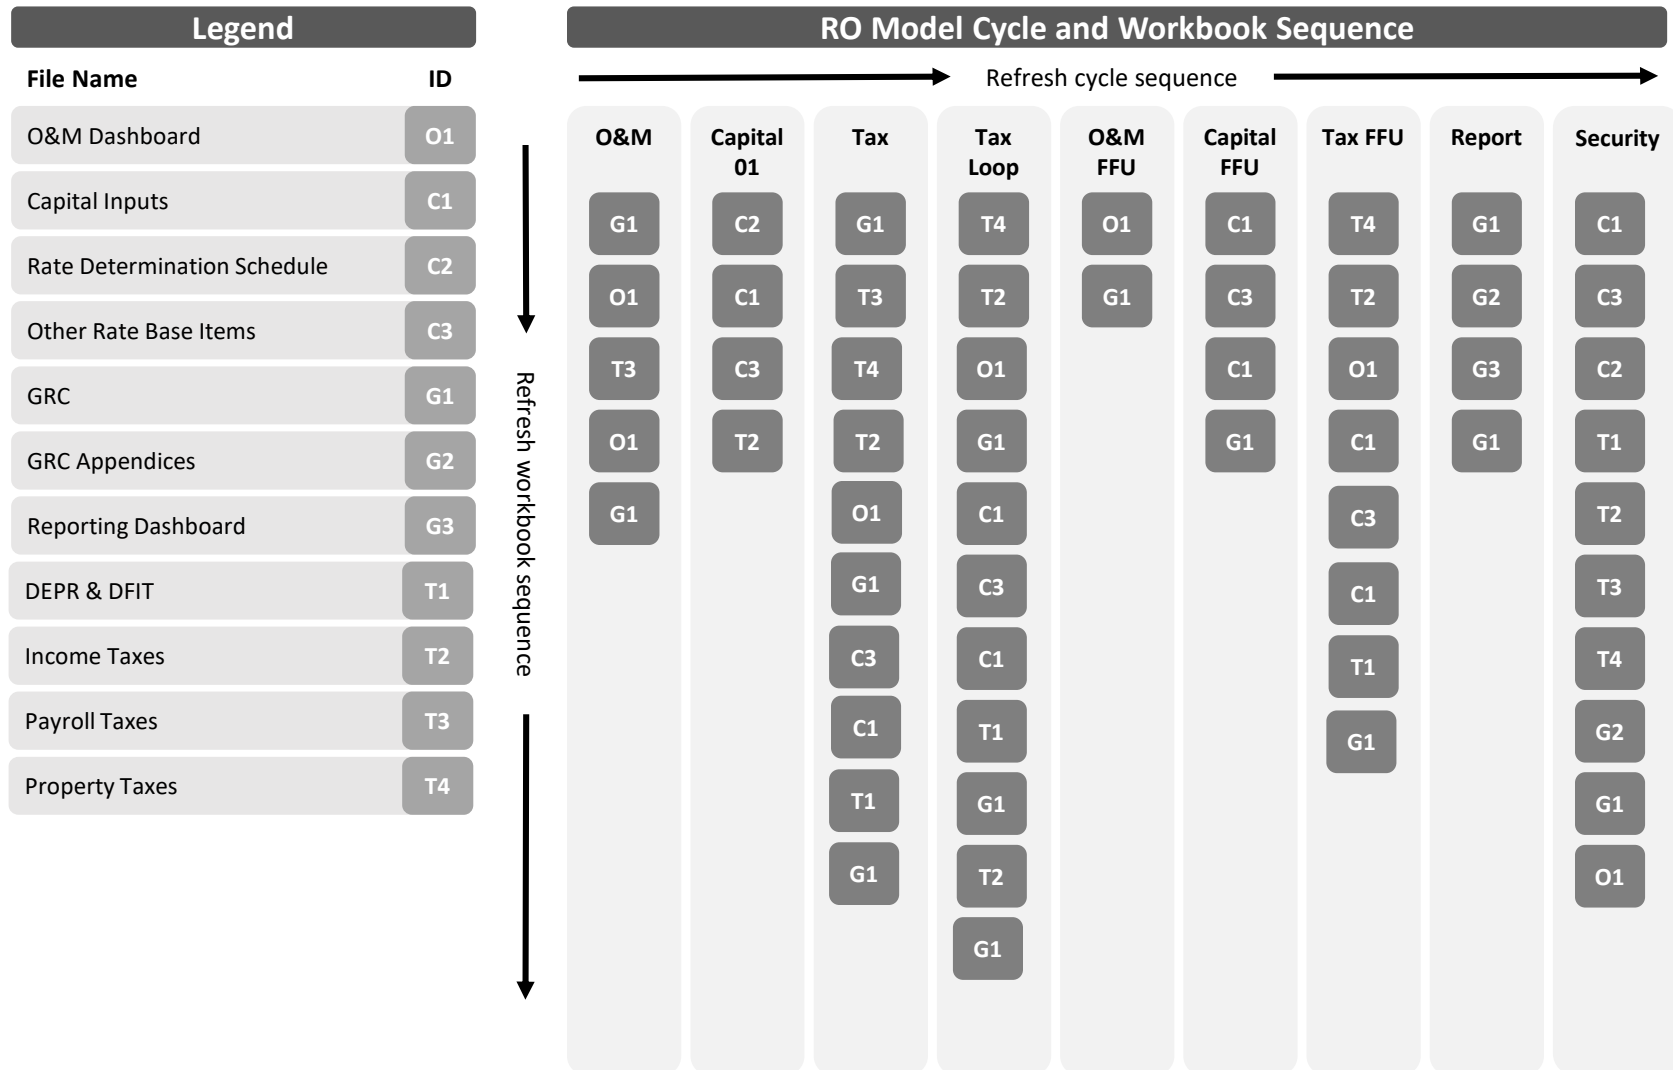 Legend
File Name ID
O&M Dashboard O1
Capital Inputs C1
Rate Determination Schedule C2
Other Rate Base Items C3
GRC G1
GRC Appendices G2
Reporting Dashboard G3
DEPR & DFIT T1
Income Taxes T2
Payroll Taxes T3
Property Taxes T4
Refresh workbook sequence
RO Model Cycle and Workbook Sequence
Refresh cycle sequence
O&M
G1
O1
T3
O1
G1
Capital
01
C2
C1
C3
T2
Tax
G1
T3
T4
T2
O1
G1
C3
C1
T1
G1
Tax
Loop
T4
T2
O1
G1
C1
C3
C1
T1
G1
T2
G1
O&M
FFU
O1
G1
Capital
FFU
C1
C3
C1
G1
Tax FFU
T4
T2
O1
C1
C3
C1
T1
G1
Report
G1
G2
G3
G1
Security
C1
C3
C2
T1
T2
T3
T4
G2
G1
O1